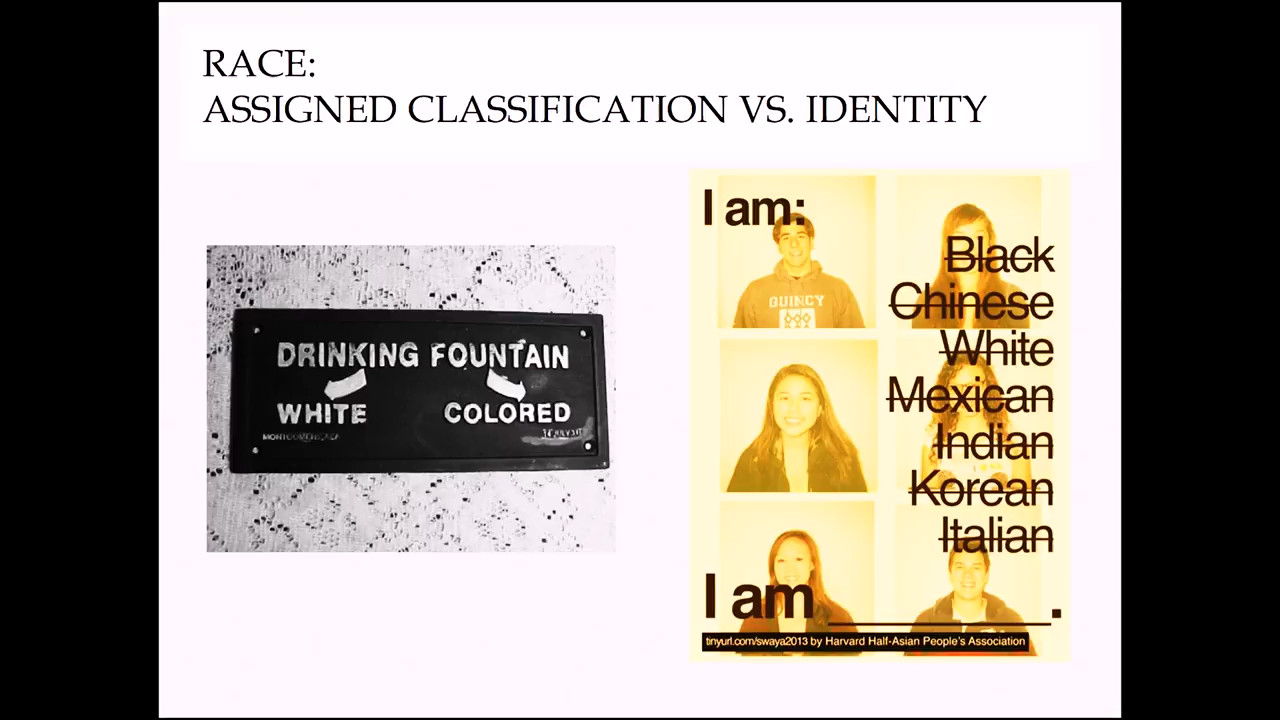 RACE:
ASSIGNED CLASSIFICATION VS. IDENTITY
DRINKING FOUNTAIN
WHITE COLORED
I am:
QUINCY
Black
Chinese
White
Mexican
Indian
Korean
Italian
I am ___________.
tinyurl.com/swaya2013 by Harvard Half-Asian People's Association